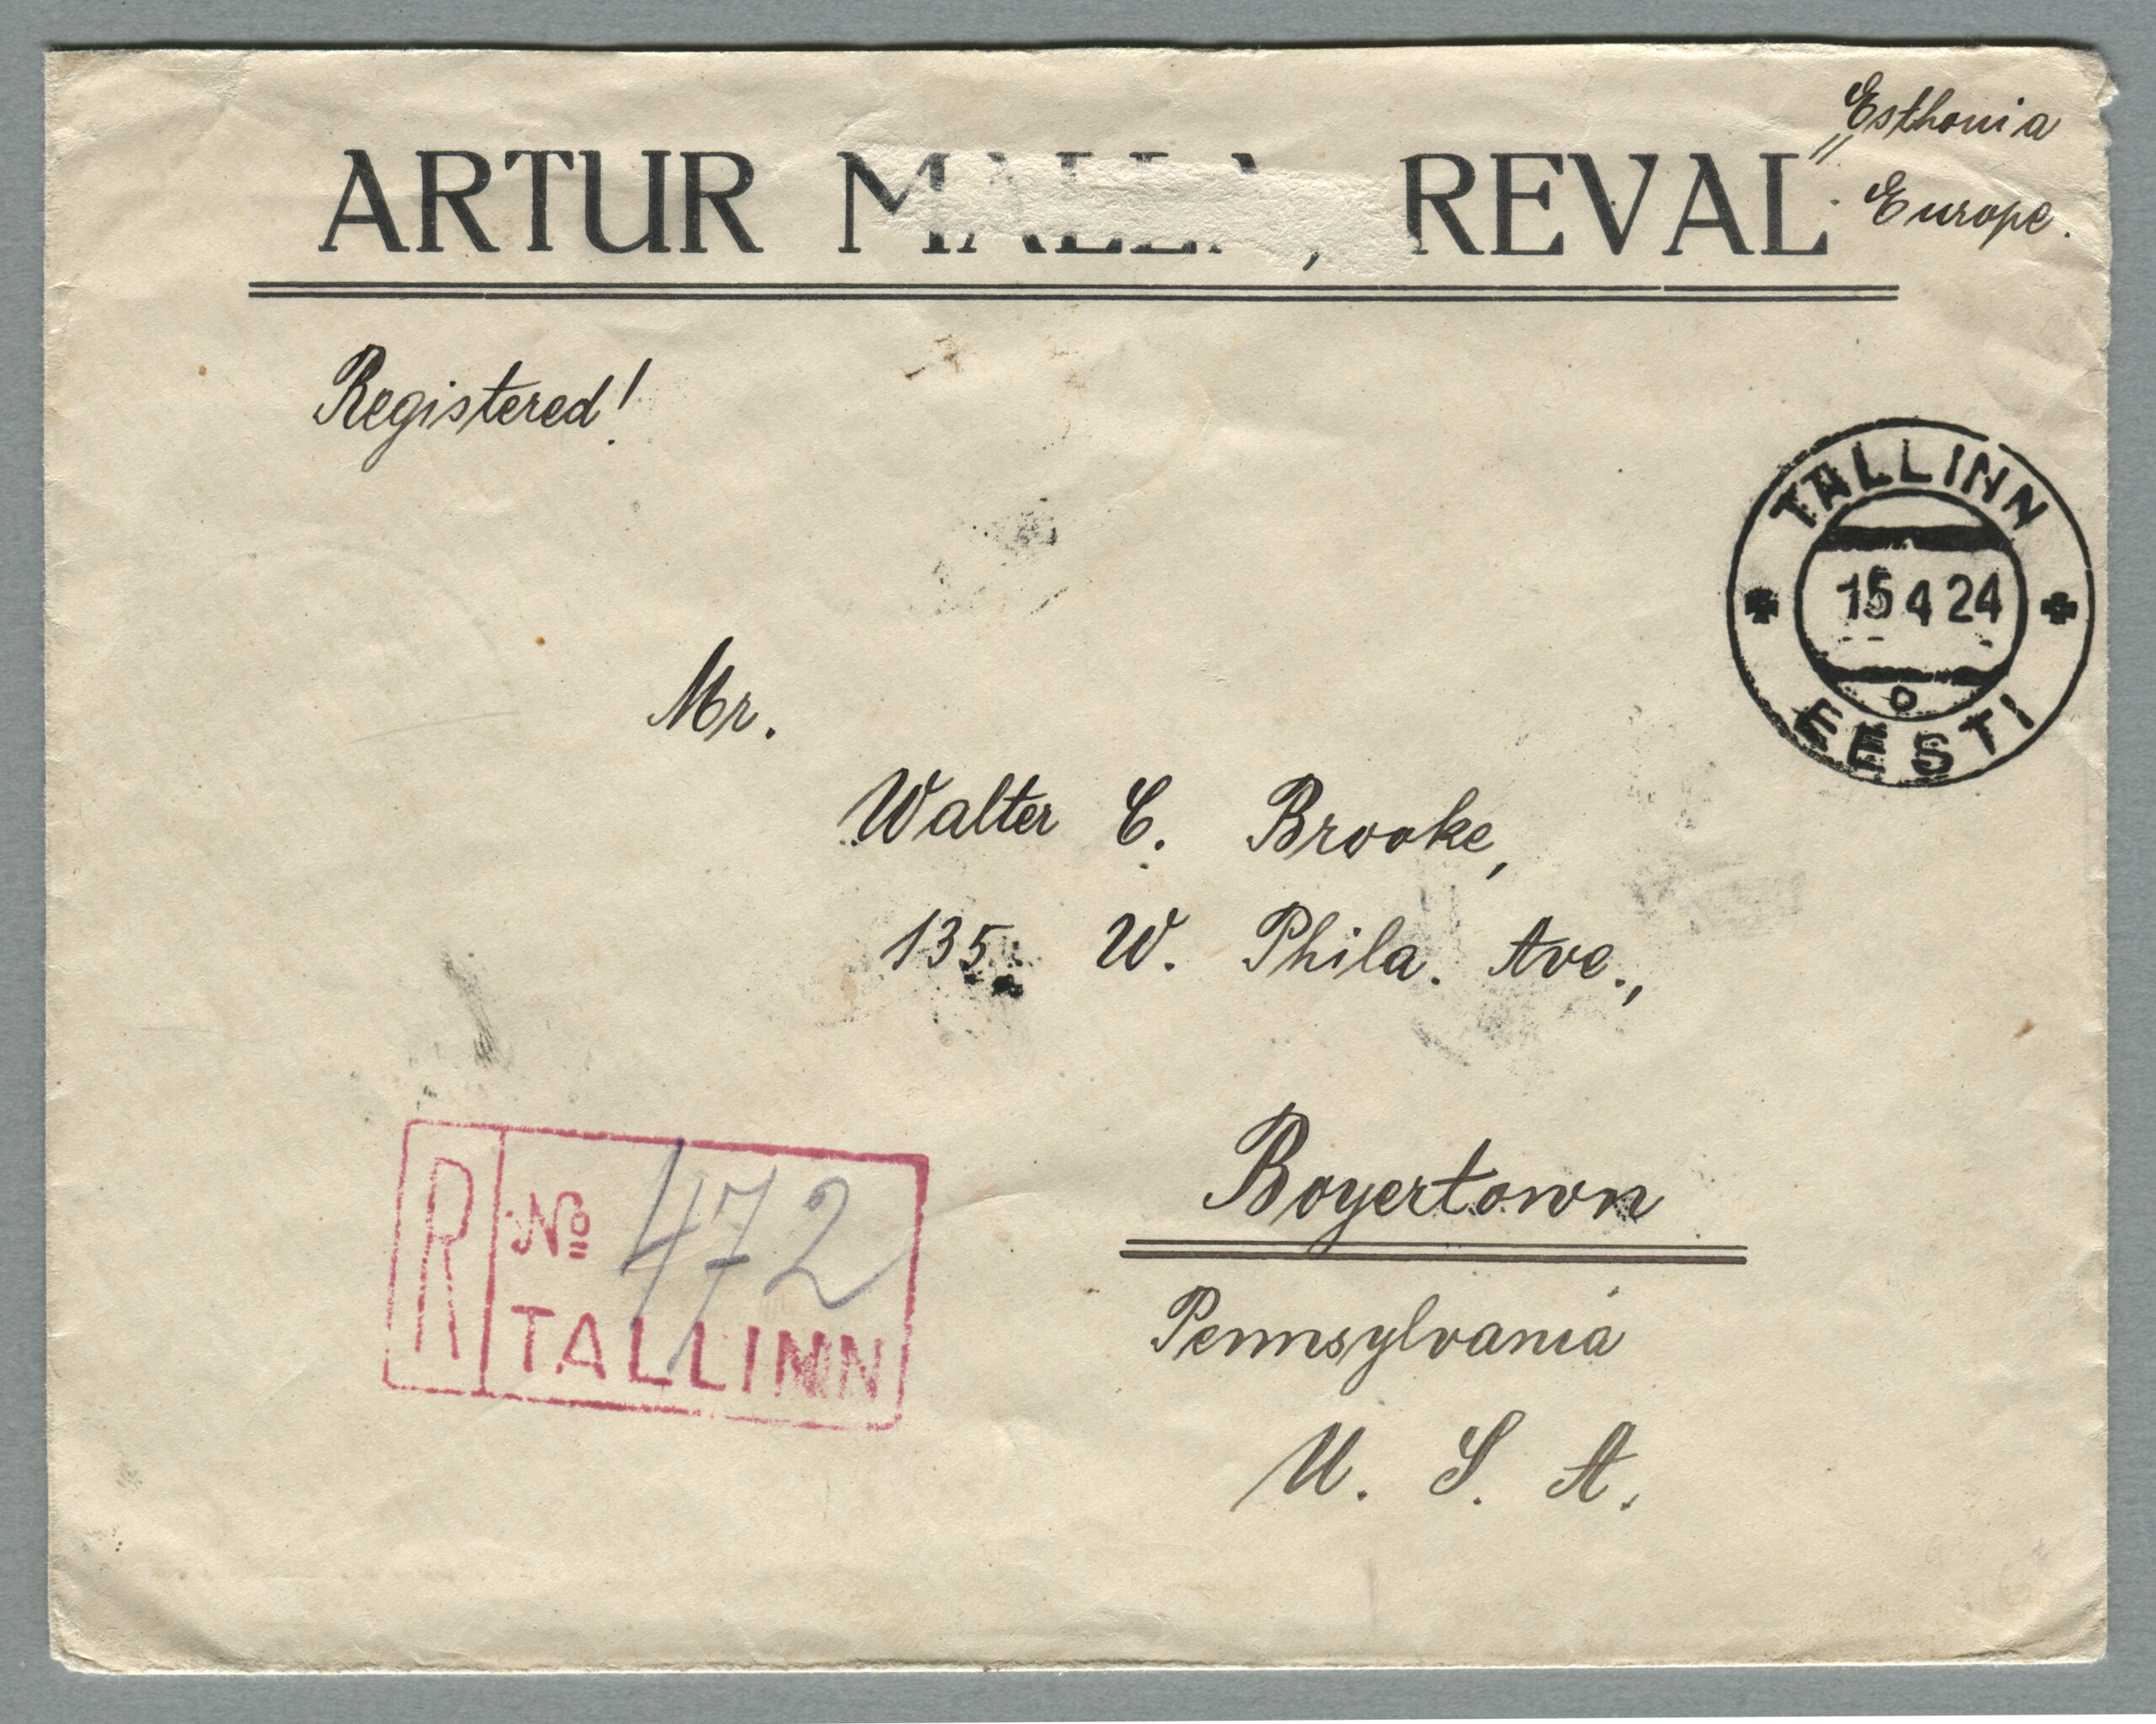 Esthonia
ARTUR MALLA, REVAL
Europe.
Registered!
TALLINN
15 4 24
o
EESTI
Mr.
Walter C. Brooke,
135. W. Phila. Ave.,
R № 472
TALLINN
Boyertown
Pennsylvania
U. S. A.